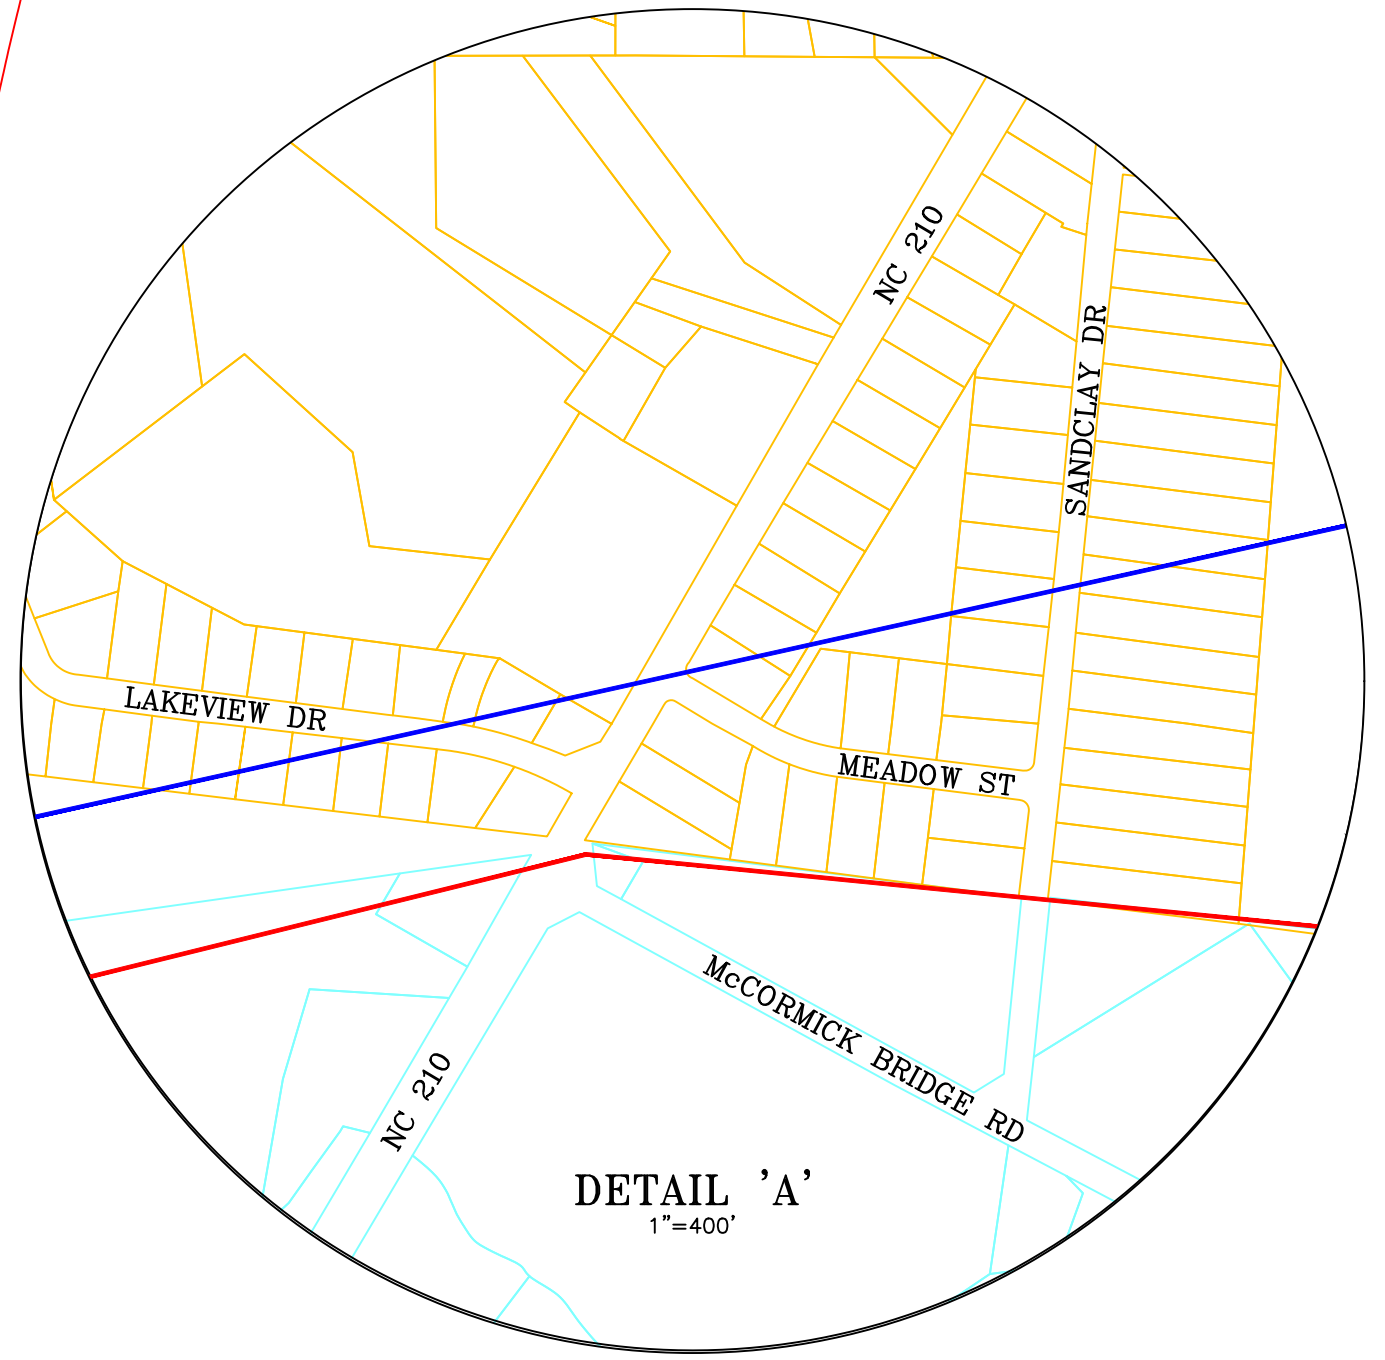 NC 210
SANDCLAY DR
LAKEVIEW DR
MEADOW ST
McCORMICK BRIDGE RD
NC 210
DETAIL 'A'
1"=400'